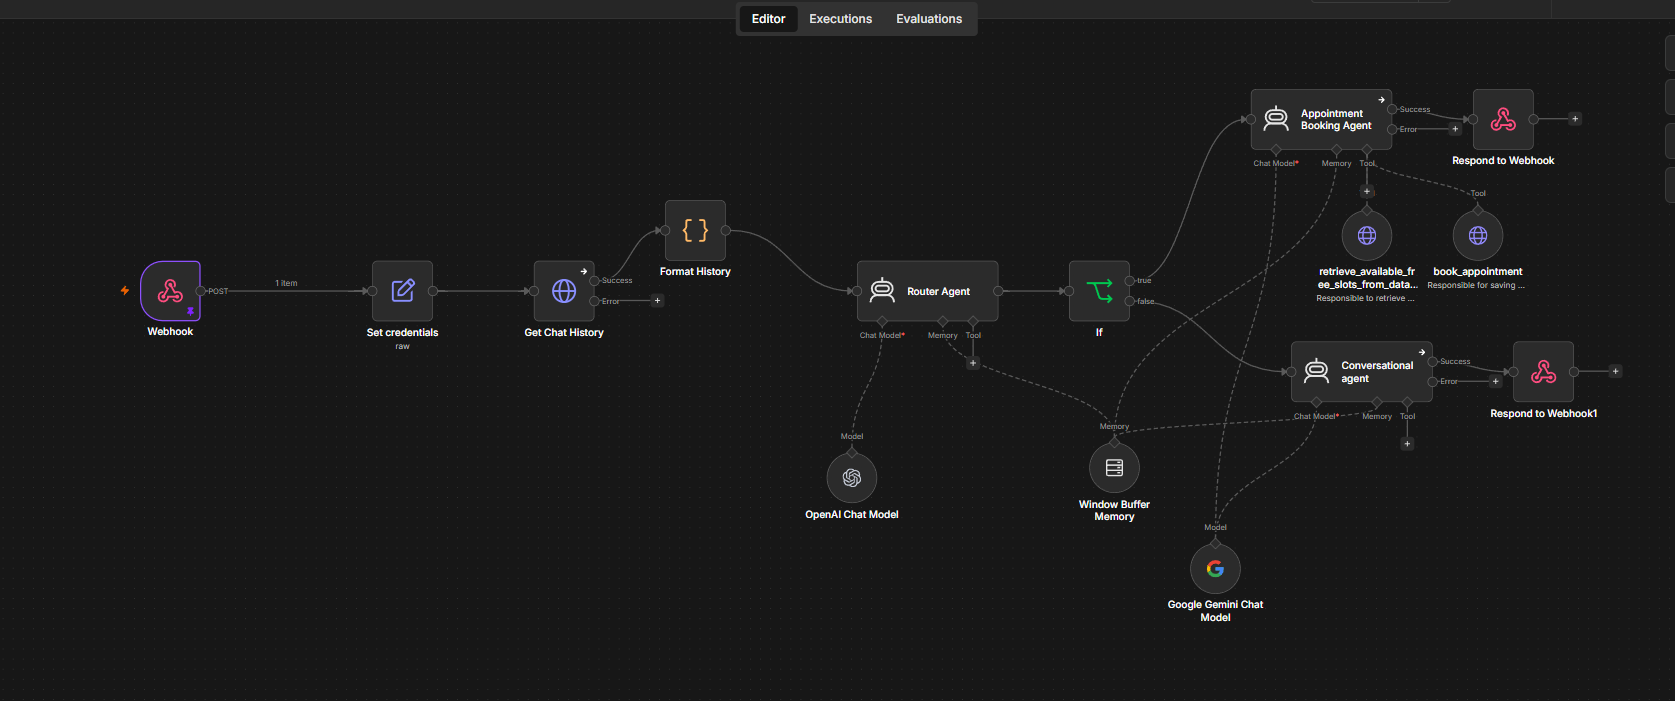 Editor
Executions
Evaluations
POST
1 item
Webhook
Set credentials
raw
Success
Error
Get Chat History
Format History
Router Agent
Chat Model*
Memory
Tool
Model
OpenAI Chat Model
true
false
If
Appointment
Booking Agent
Success
Error
Chat Model*
Memory
Tool
Respond to Webhook
Tool
retrieve_available_fr
ee_slots_from_data...
Responsible to retrieve ...
book_appointment
Responsible for saving ...
Conversational
agent
Success
Error
Chat Model*
Memory
Tool
Respond to Webhook1
Memory
Window Buffer
Memory
Model
Google Gemini Chat
Model